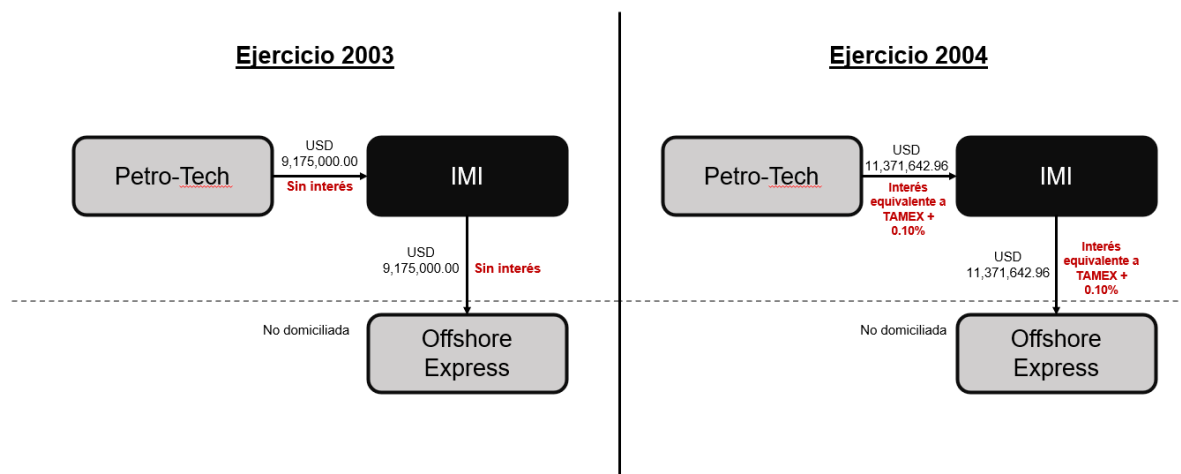 Ejercicio 2003
Petro-Tech
USD
9,175,000.00
Sin interés
IMI
USD
9,175,000.00
Sin interés
No domiciliada
Offshore
Express
Ejercicio 2004
Petro-Tech
USD
11,371,642.96
Interés
equivalente a
TAMEX +
0.10%
IMI
USD
11,371,642.96
Interés
equivalente a
TAMEX +
0.10%
No domiciliada
Offshore
Express